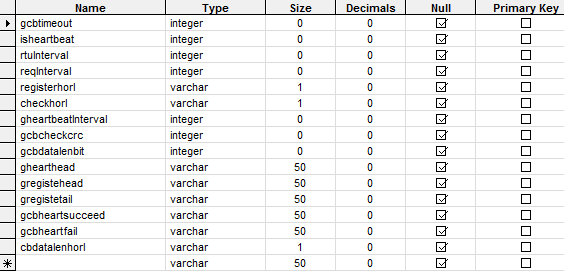 Name Type Size Decimals Null Primary Key
gcbtimeout integer 0 0
isheartbeat integer 0 0
rtuInterval integer 0 0
reqInterval integer 0 0
registerhorl varchar 1 0
checkhorl varchar 1 0
gheartbeatInterval integer 0 0
gcbcheckcrc integer 0 0
gcbdatalenbit integer 0 0
ghearthead varchar 50 0
gregistehead varchar 50 0
gregistetail varchar 50 0
gcbheartsucceed varchar 50 0
gcbheartfail varchar 50 0
cbdatalenhorl varchar 1 0
varchar 50 0